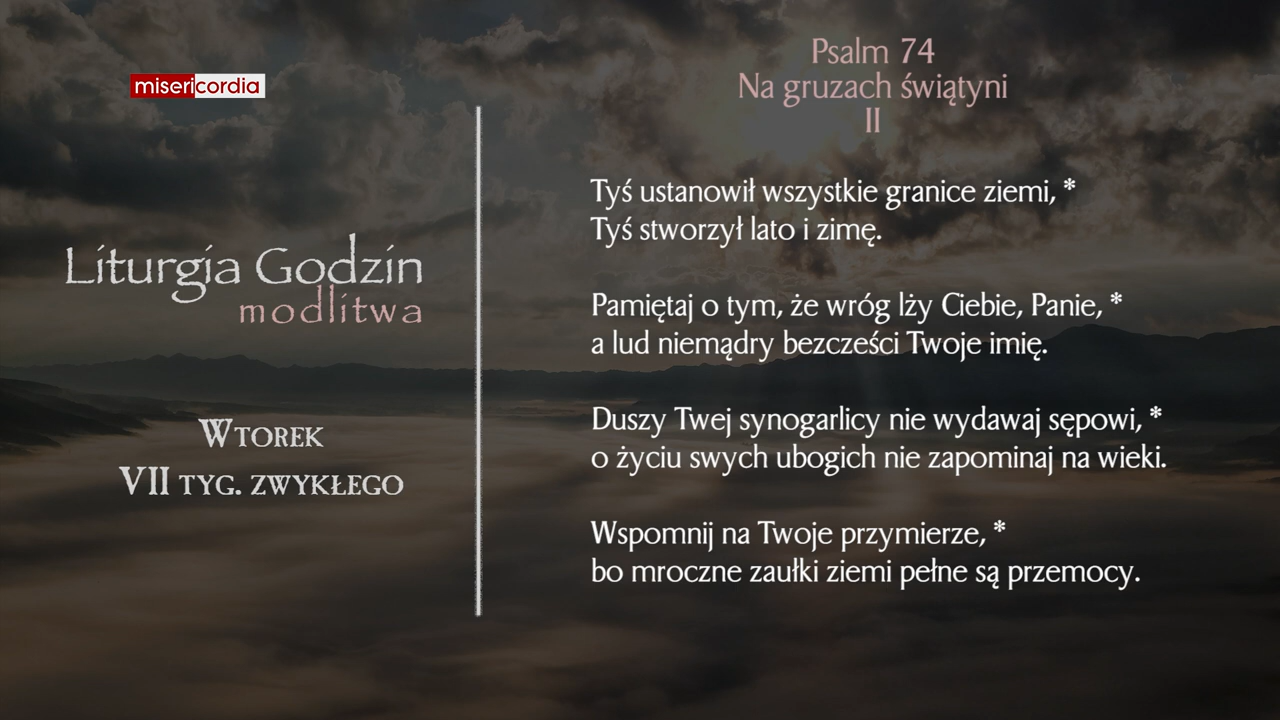 misericordia
Liturgia Godzin
modlitwa
Wtorek
VII tyg. zwykłego
Psalm 74
Na gruzach świątyni
II
Tyś ustanowił wszystkie granice ziemi, *
Tyś stworzył lato i zimę.
Pamiętaj o tym, że wróg lży Ciebie, Panie, *
a lud niemądry bezcześci Twoje imię.
Duszy Twej synogarlicy nie wydawaj sępowi, *
o życiu swych ubogich nie zapominaj na wieki.
Wspomnij na Twoje przymierze, *
bo mroczne zaułki ziemi pełne są przemocy.